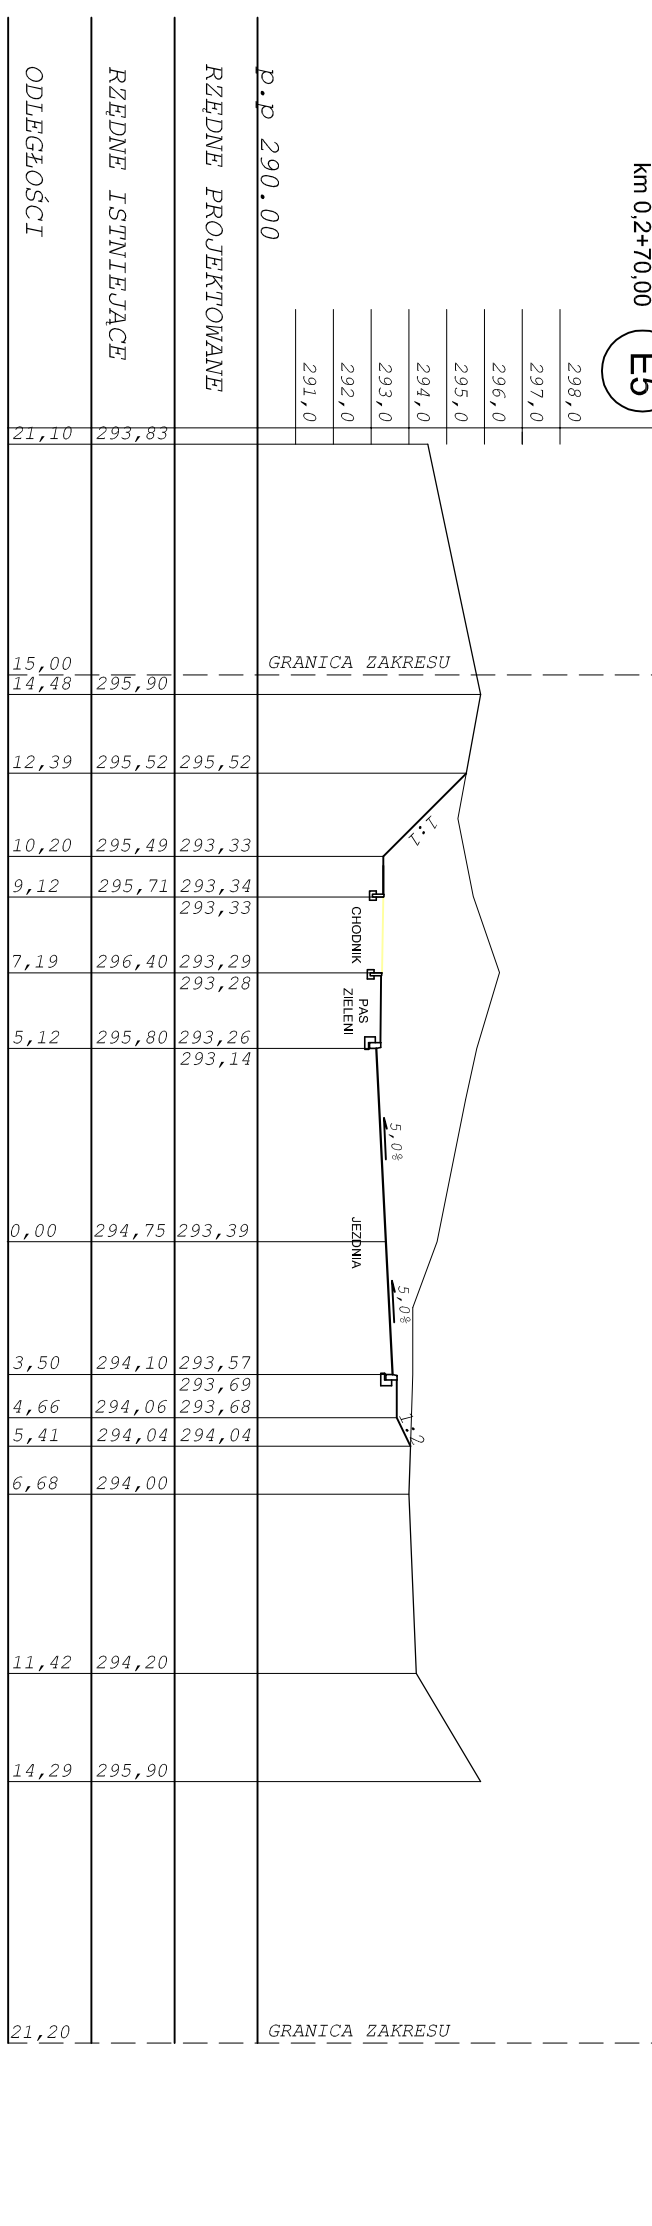 km 0,2+70,00
E5
298,0
297,0
296,0
295,0
294,0
293,0
292,0
291,0
p.p 290.00
RZĘDNE PROJEKTOWANE
RZĘDNE ISTNIEJĄCE
ODLEGŁOŚCI
21,10 293,83
15,00 GRANICA ZAKRESU
14,48 295,90
12,39 295,52 295,52
1:1
10,20 295,49 293,33
9,12 295,71 293,34
293,33
CHODNIK
7,19 296,40 293,29
293,28
PAS
ZIELENI
5,12 295,80 293,26
293,14
5,0%
0,00 294,75 293,39
JEZDNIA
5,0%
3,50 294,10 293,57
293,69
4,66 294,06 293,68
1:2
5,41 294,04 294,04
6,68 294,00
11,42 294,20
14,29 295,90
21,20 GRANICA ZAKRESU